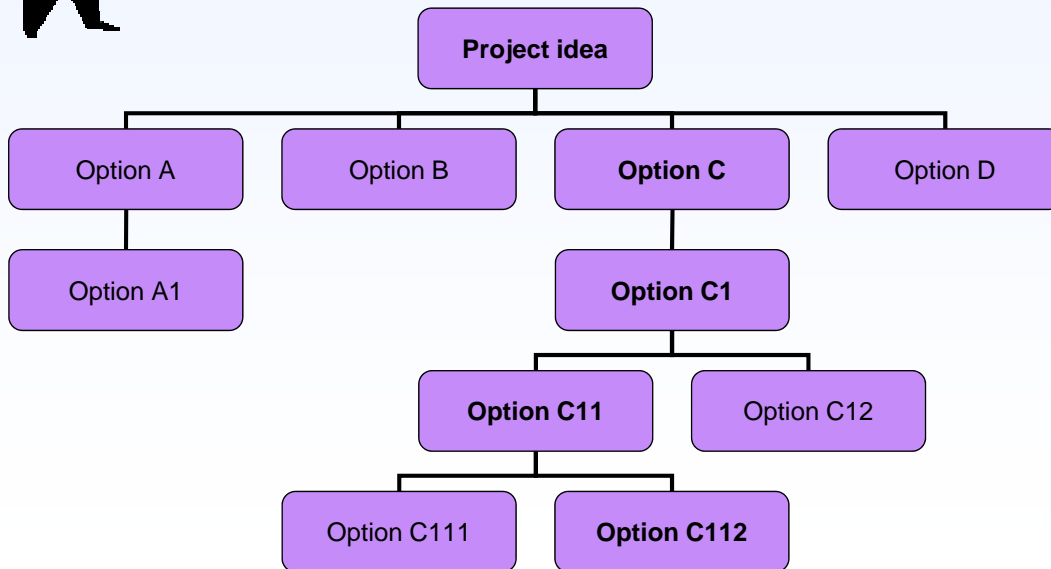 Project idea
Option A
Option B
Option C
Option D
Option A1
Option C1
Option C11
Option C12
Option C111
Option C112